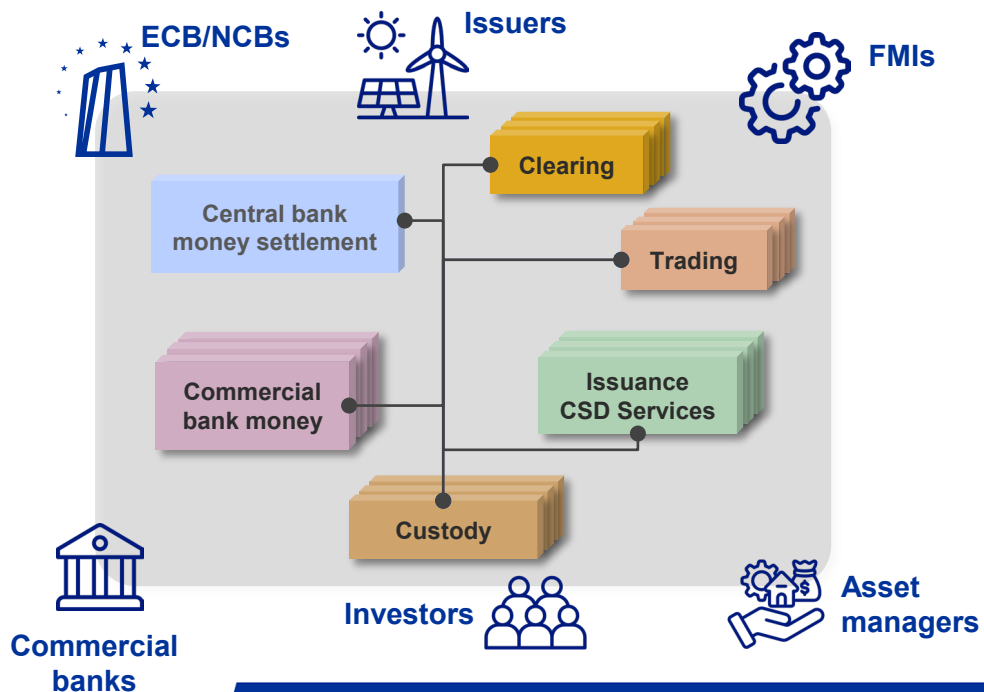 ECB/NCBs
Issuers
FMIs
Clearing
Central bank
money settlement
Trading
Commercial
bank money
Issuance
CSD Services
Custody
Investors
Asset
managers
Commercial
banks
$